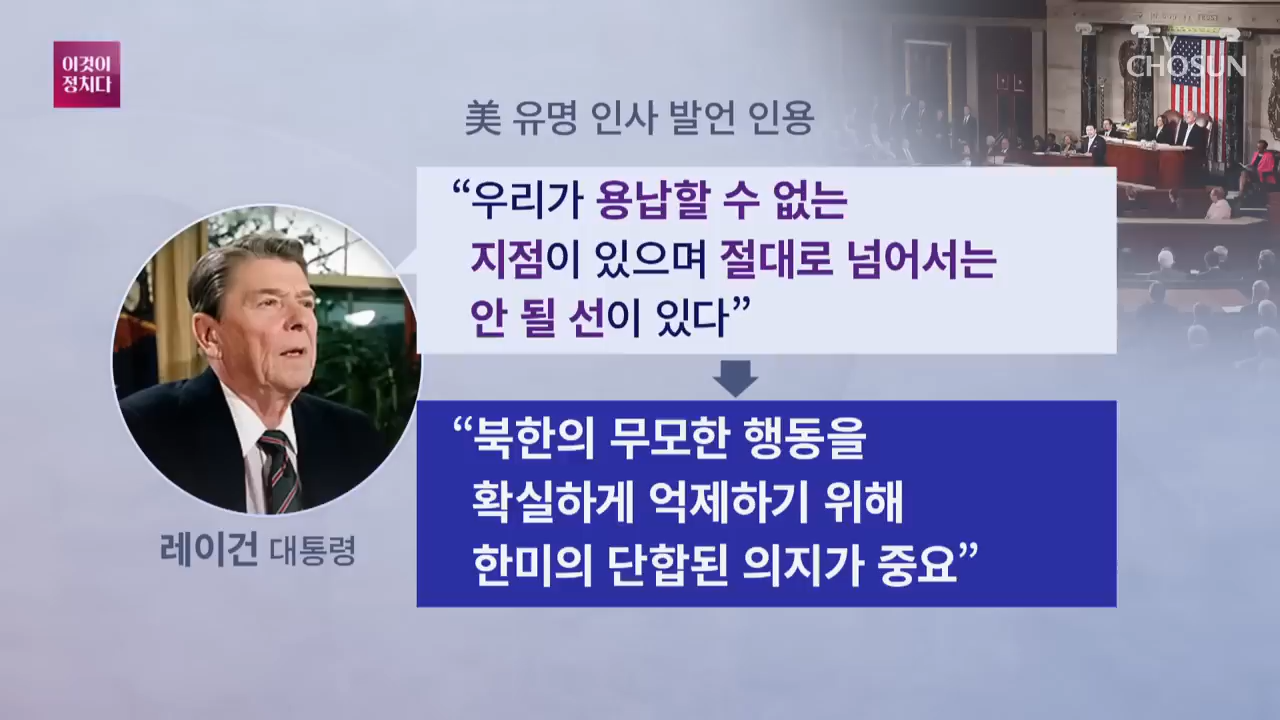 이것이
정치다
TV
CHOSUN
美 유명 인사 발언 인용
“우리가 용납할 수 없는
지점이 있으며 절대로 넘어서는
안 될 선이 있다”
“북한의 무모한 행동을
확실하게 억제하기 위해
한미의 단합된 의지가 중요”
레이건 대통령